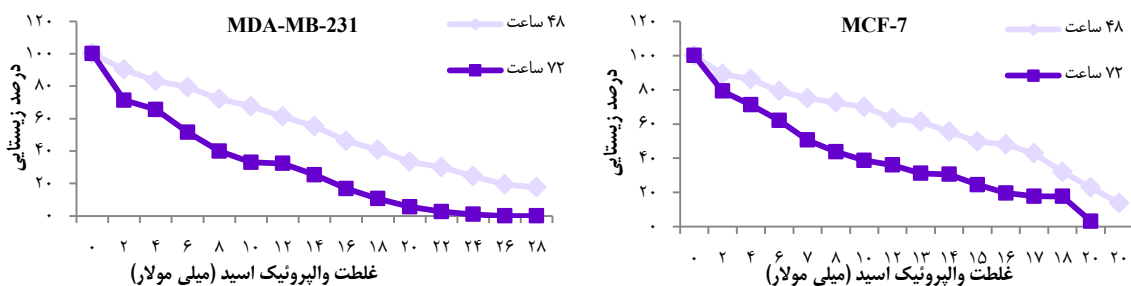 MDA-MB-231
۴۸ ساعت
۷۲ ساعت
درصد زیستایی
۱۲۰
۱۰۰
۸۰
۶۰
۴۰
۲۰
۰
۰ ۲ ۴ ۶ ۸ ۱۰ ۱۲ ۱۴ ۱۶ ۱۸ ۲۰ ۲۲ ۲۴ ۲۶ ۲۸
غلطت والپروئیک اسید (میلی مولار)
MCF-7
۴۸ ساعت
۷۲ ساعت
درصد زیستایی
۱۲۰
۱۰۰
۸۰
۶۰
۴۰
۲۰
۰
۰ ۲ ۴ ۶ ۷ ۸ ۱۰ ۱۲ ۱۳ ۱۴ ۱۵ ۱۶ ۱۷ ۱۸ ۲۰ ۲۰
غلطت والپروئیک اسید (میلی مولار)